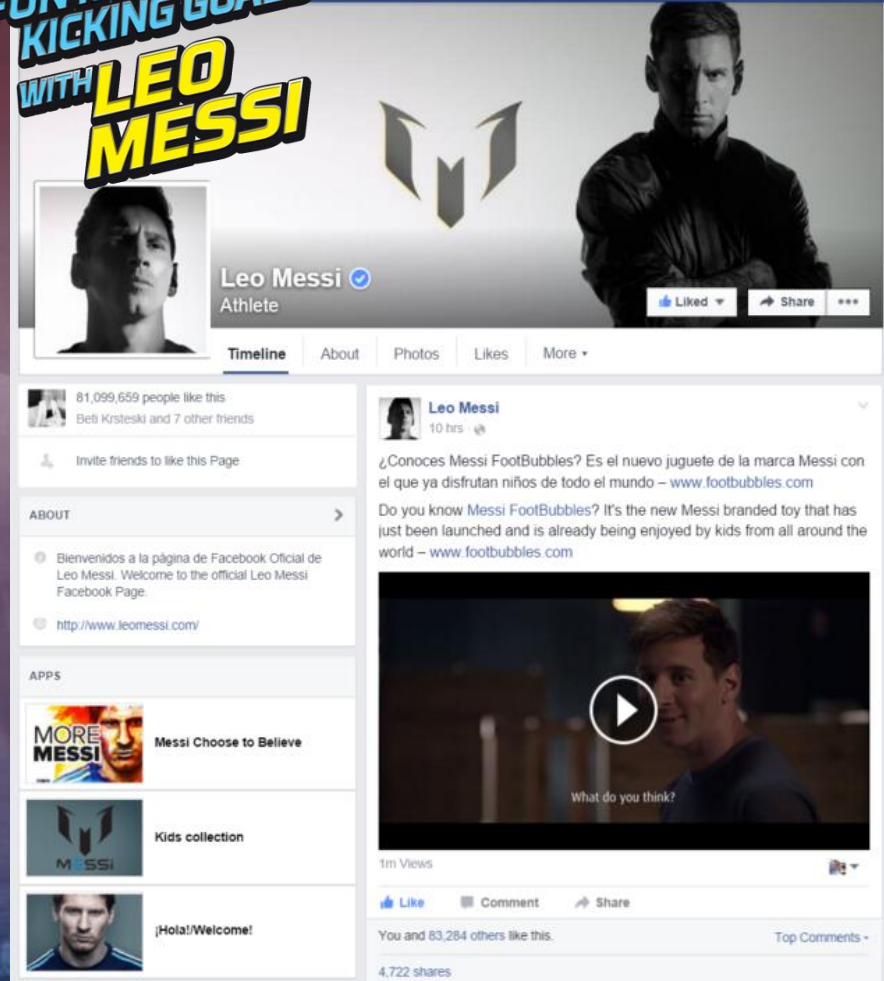 KICKING GOALS
WITH LEO
MESSI
Leo Messi
Athlete
Liked
Share
Timeline
About
Photos
Likes
More
81,099,659 people like this
Beti Krsteski and 7 other friends
Invite friends to like this Page
ABOUT
Bienvenidos a la página de Facebook Oficial de
Leo Messi. Welcome to the official Leo Messi
Facebook Page.
http://www.leomessi.com/
APPS
MORE
MESSI
Messi Choose to Believe
MESSI
Kids collection
¡Hola!/Welcome!
Leo Messi
10 hrs
¿Conoces Messi FootBubbles? Es el nuevo juguete de la marca Messi con
el que ya disfrutan niños de todo el mundo – www.footbubbles.com
Do you know Messi FootBubbles? It's the new Messi branded toy that has
just been launched and is already being enjoyed by kids from all around the
world – www.footbubbles.com
What do you think?
1m Views
Like
Comment
Share
You and 83,284 others like this.
Top Comments
4,722 shares